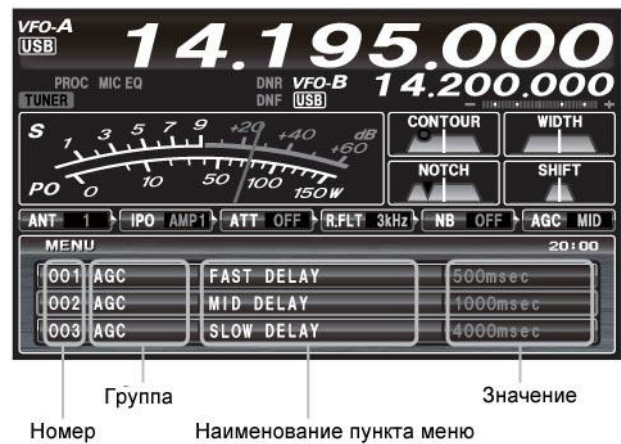 VFO-A 14.195.000
USB
PROC MIC EQ DNR VFO-B 14.200.000
TUNER DNF USB - +
S 1 3 5 7 9 +20 +40 +60 dB
PO 0 10 50 100 150 W
CONTOUR WIDTH
NOTCH SHIFT
ANT 1 IPO AMP1 ATT OFF R.FLT 3kHz NB OFF AGC MID
MENU 20:00
001 AGC FAST DELAY 500msec
002 AGC MID DELAY 1000msec
003 AGC SLOW DELAY 4000msec
Группа Значение
Номер Наименование пункта меню